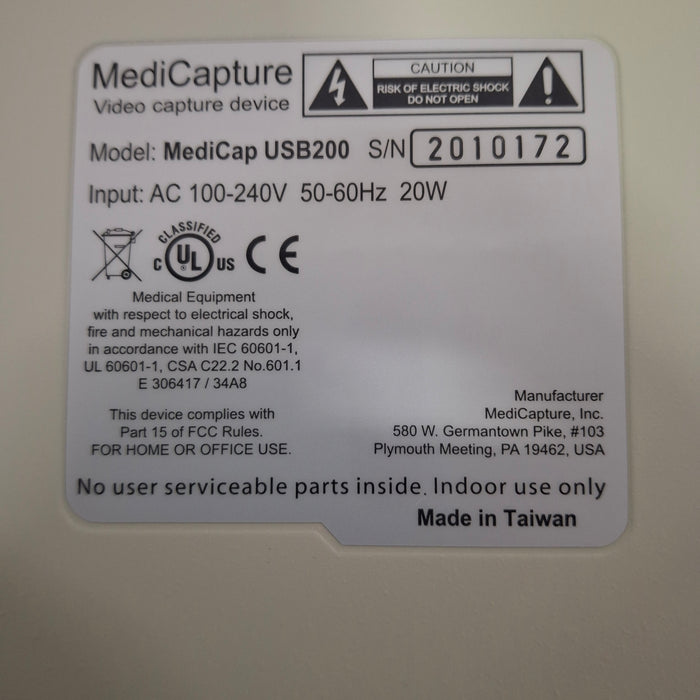 MediCapture
Video capture device
CAUTION
RISK OF ELECTRIC SHOCK
DO NOT OPEN
Model: MediCap USB200 S/N 2010172
Input: AC 100-240V 50-60Hz 20W
CLASSIFIED
C UL US CE
Medical Equipment
with respect to electrical shock,
fire and mechanical hazards only
in accordance with IEC 60601-1,
UL 60601-1, CSA C22.2 No.601.1
E 306417 / 34A8
This device complies with
Part 15 of FCC Rules.
FOR HOME OR OFFICE USE.
Manufacturer
MediCapture, Inc.
580 W. Germantown Pike, #103
Plymouth Meeting, PA 19462, USA
No user serviceable parts inside. Indoor use only
Made in Taiwan